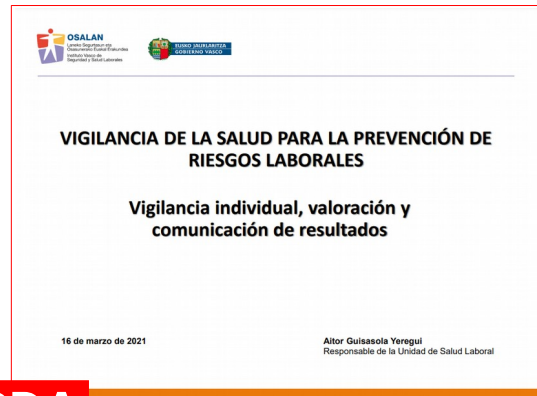 OSALAN
Laneko Segurtasun eta
Osasunerako Euskal Erakundea
Instituto Vasco de
Seguridad y Salud Laborales
EUSKO JAURLARITZA
GOBIERNO VASCO
VIGILANCIA DE LA SALUD PARA LA PREVENCIÓN DE
RIESGOS LABORALES
Vigilancia individual, valoración y
comunicación de resultados
16 de marzo de 2021
Aitor Guisasola Yeregui
Responsable de la Unidad de Salud Laboral